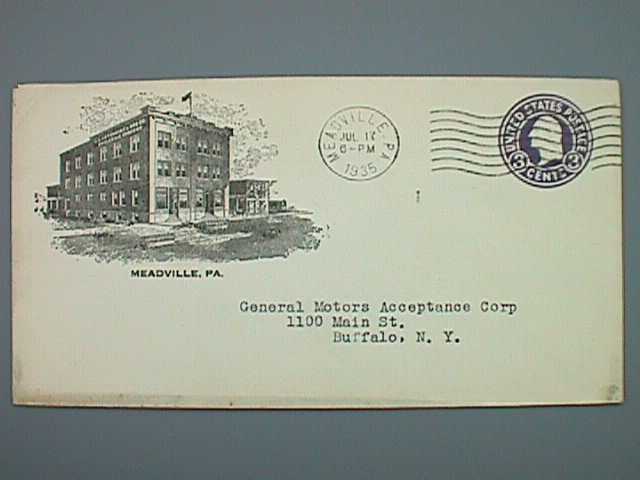 MEADVILLE, PA.
JUL 17
6-PM
1935
UNITED STATES POSTAGE
3 CENTS 3
MEADVILLE, PA.
General Motors Acceptance Corp
1100 Main St.
Buffalo, N. Y.